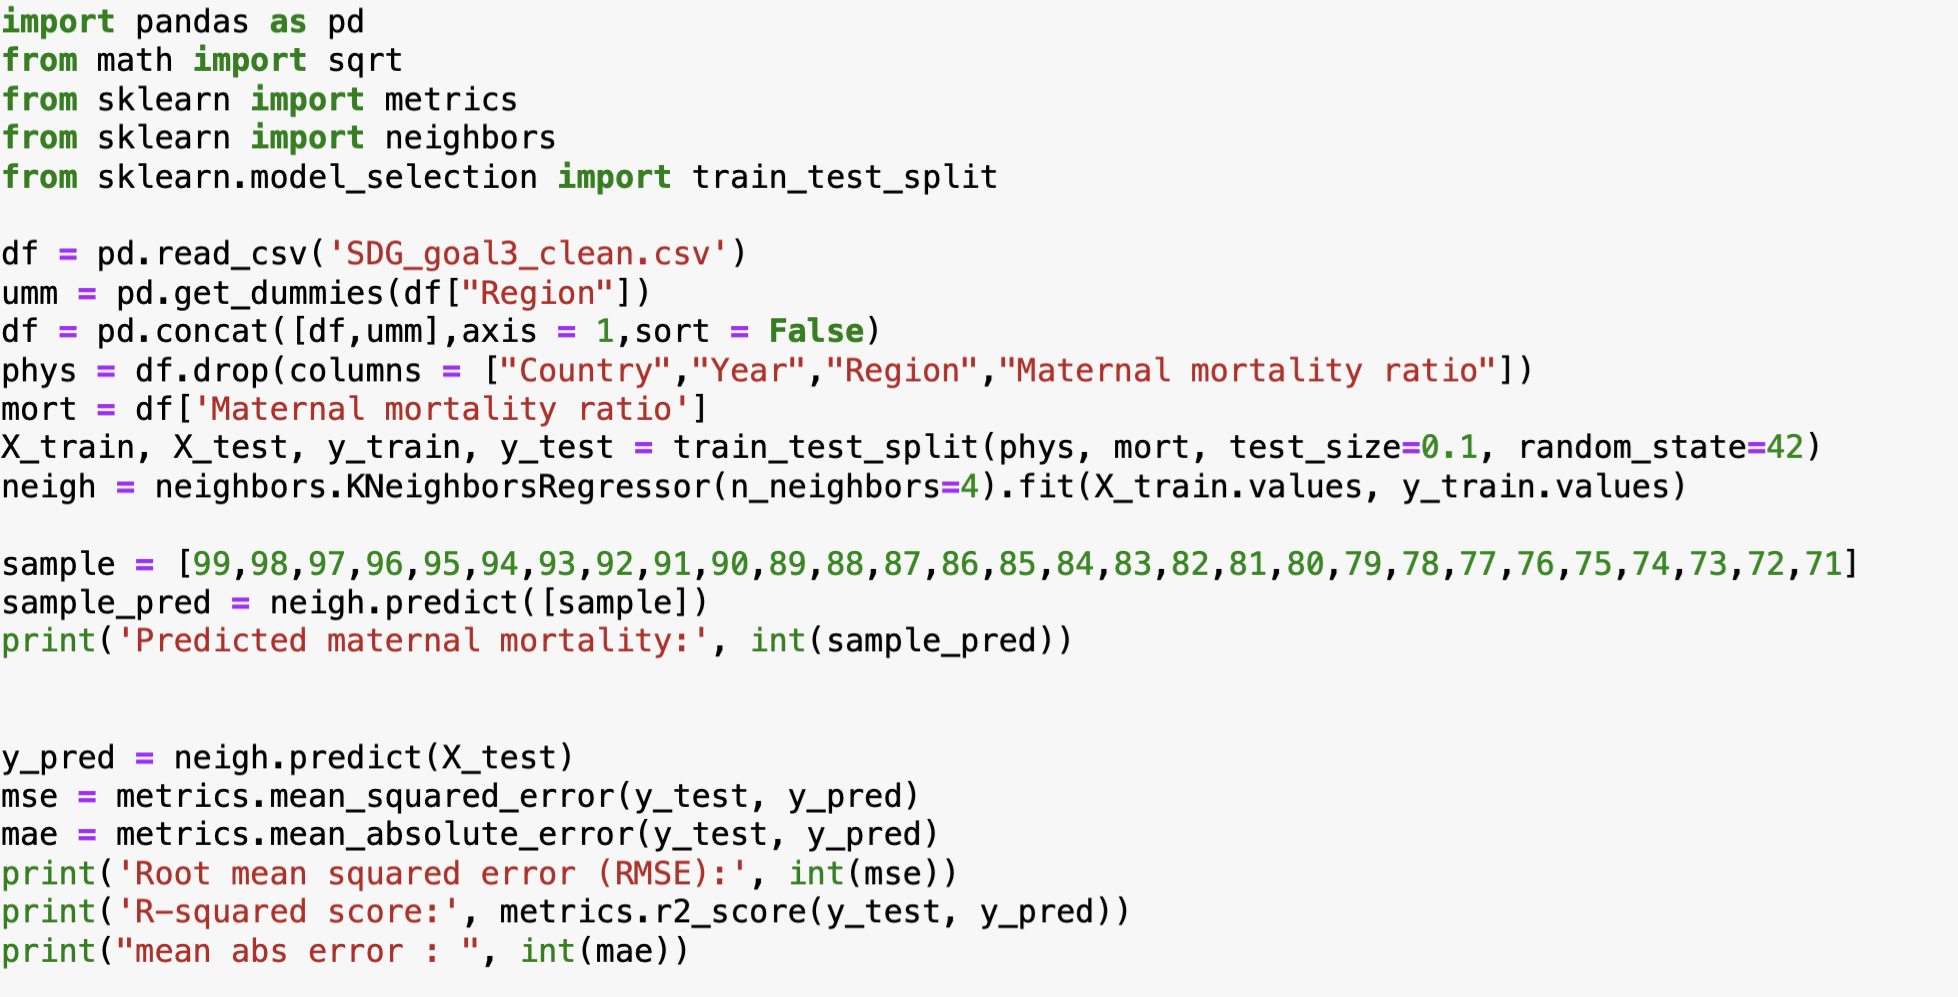 import pandas as pd
from math import sqrt
from sklearn import metrics
from sklearn import neighbors
from sklearn.model_selection import train_test_split
df = pd.read_csv('SDG_goal3_clean.csv')
umm = pd.get_dummies(df["Region"])
df = pd.concat([df,umm],axis = 1,sort = False)
phys = df.drop(columns = ["Country","Year","Region","Maternal mortality ratio"])
mort = df['Maternal mortality ratio']
X_train, X_test, y_train, y_test = train_test_split(phys, mort, test_size=0.1, random_state=42)
neigh = neighbors.KNeighborsRegressor(n_neighbors=4).fit(X_train.values, y_train.values)
sample = [99,98,97,96,95,94,93,92,91,90,89,88,87,86,85,84,83,82,81,80,79,78,77,76,75,74,73,72,71]
sample_pred = neigh.predict([sample])
print('Predicted maternal mortality:', int(sample_pred))
y_pred = neigh.predict(X_test)
mse = metrics.mean_squared_error(y_test, y_pred)
mae = metrics.mean_absolute_error(y_test, y_pred)
print('Root mean squared error (RMSE):', int(mse))
print('R-squared score:', metrics.r2_score(y_test, y_pred))
print("mean abs error : ", int(mae))